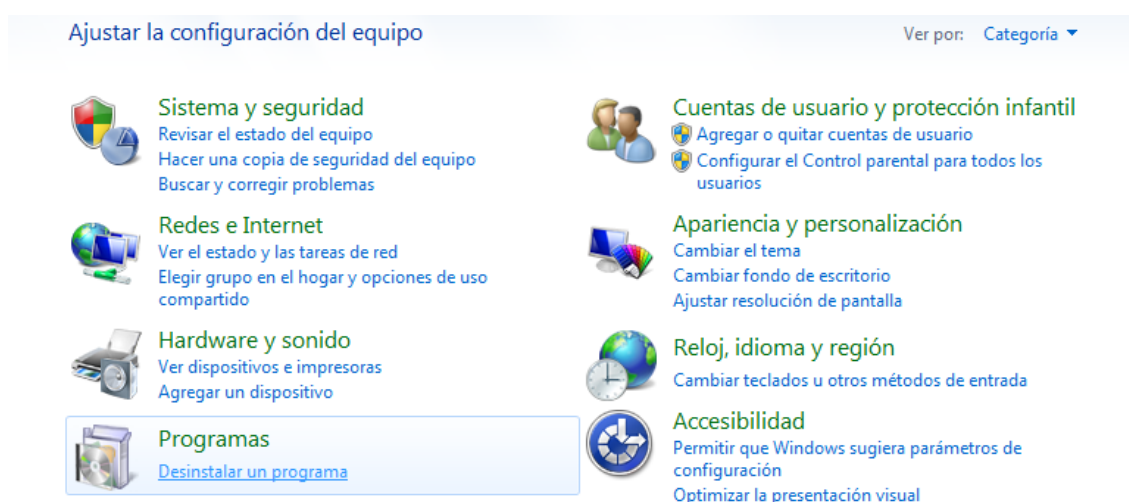 Ajustar la configuración del equipo
Ver por: Categoría
Sistema y seguridad
Revisar el estado del equipo
Hacer una copia de seguridad del equipo
Buscar y corregir problemas
Redes e Internet
Ver el estado y las tareas de red
Elegir grupo en el hogar y opciones de uso
compartido
Hardware y sonido
Ver dispositivos e impresoras
Agregar un dispositivo
Programas
Desinstalar un programa
Cuentas de usuario y protección infantil
Agregar o quitar cuentas de usuario
Configurar el Control parental para todos los
usuarios
Apariencia y personalización
Cambiar el tema
Cambiar fondo de escritorio
Ajustar resolución de pantalla
Reloj, idioma y región
Cambiar teclados u otros métodos de entrada
Accesibilidad
Permitir que Windows sugiera parámetros de
configuración
Optimizar la presentación visual